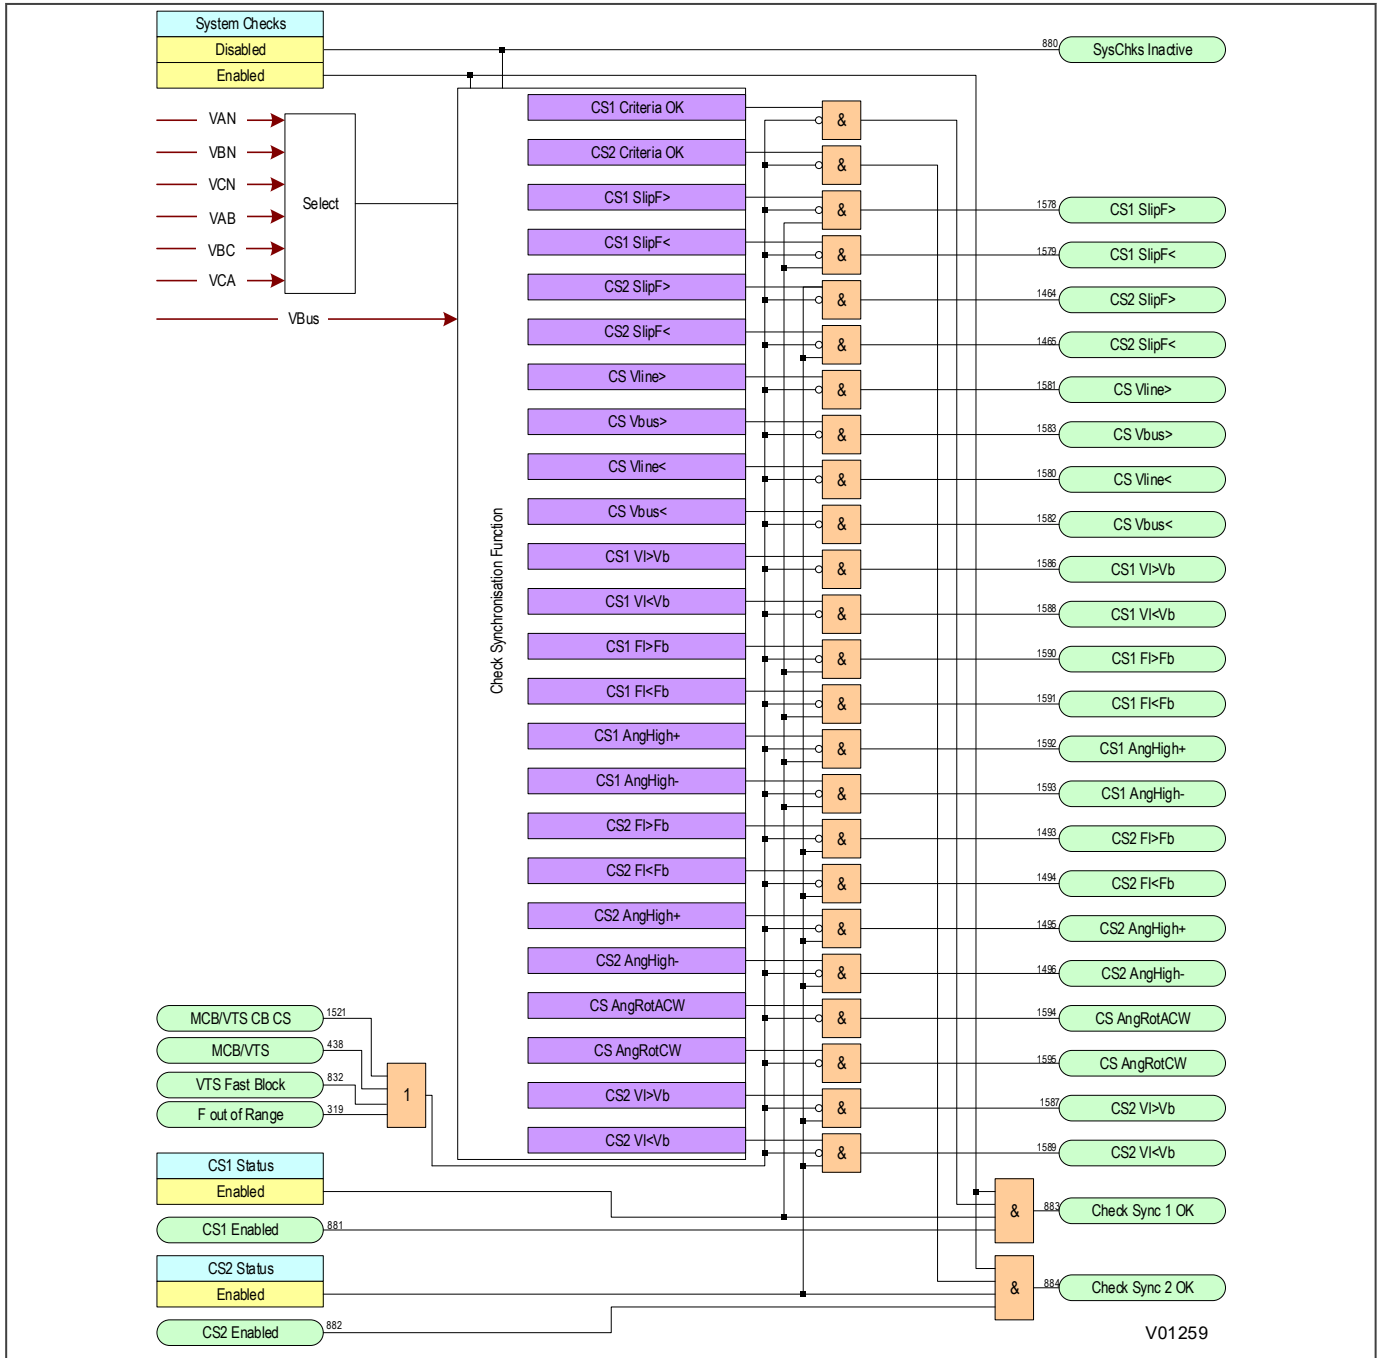 System Checks
Disabled
880
SysChks Inactive
Enabled
VAN
VBN
VCN
VAB
VBC
VCA
Select
VBus
Check Synchronisation Function
CS1 Criteria OK
&
CS2 Criteria OK
&
CS1 SlipF>
&
1578
CS1 SlipF>
CS1 SlipF<
&
1579
CS1 SlipF<
CS2 SlipF>
&
1464
CS2 SlipF>
CS2 SlipF<
&
1465
CS2 SlipF<
CS Vline>
&
1581
CS Vline>
CS Vbus>
&
1583
CS Vbus>
CS Vline<
&
1580
CS Vline<
CS Vbus<
&
1582
CS Vbus<
CS1 Vl>Vb
&
1586
CS1 Vl>Vb
CS1 Vl<Vb
&
1588
CS1 Vl<Vb
CS1 Fl>Fb
&
1590
CS1 Fl>Fb
CS1 Fl<Fb
&
1591
CS1 Fl<Fb
CS1 AngHigh+
&
1592
CS1 AngHigh+
CS1 AngHigh-
&
1593
CS1 AngHigh-
CS2 Fl>Fb
&
1493
CS2 Fl>Fb
CS2 Fl<Fb
&
1494
CS2 Fl<Fb
CS2 AngHigh+
&
1495
CS2 AngHigh+
CS2 AngHigh-
&
1496
CS2 AngHigh-
CS AngRotACW
&
1594
CS AngRotACW
CS AngRotCW
&
1595
CS AngRotCW
CS2 Vl>Vb
&
1587
CS2 Vl>Vb
CS2 Vl<Vb
&
1589
CS2 Vl<Vb
MCB/VTS CB CS
1521
MCB/VTS
438
VTS Fast Block
832
F out of Range
319
1
CS1 Status
Enabled
CS1 Enabled
881
&
883
Check Sync 1 OK
CS2 Status
Enabled
CS2 Enabled
882
&
884
Check Sync 2 OK
V01259